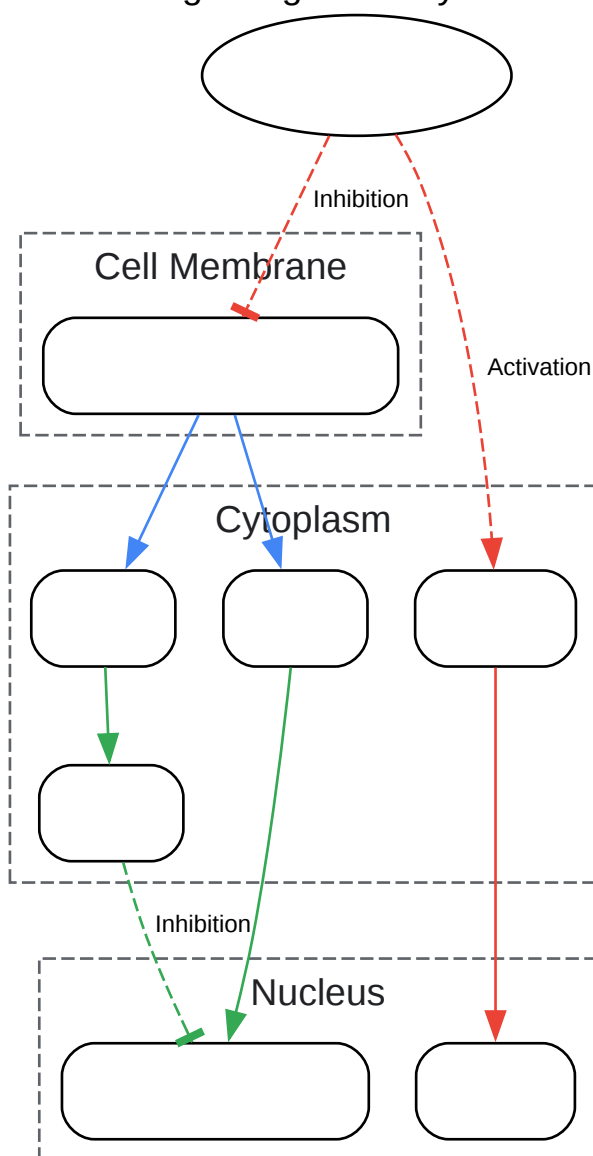 Inhibition
Cell Membrane
Activation
Cytoplasm
Inhibition
Nucleus